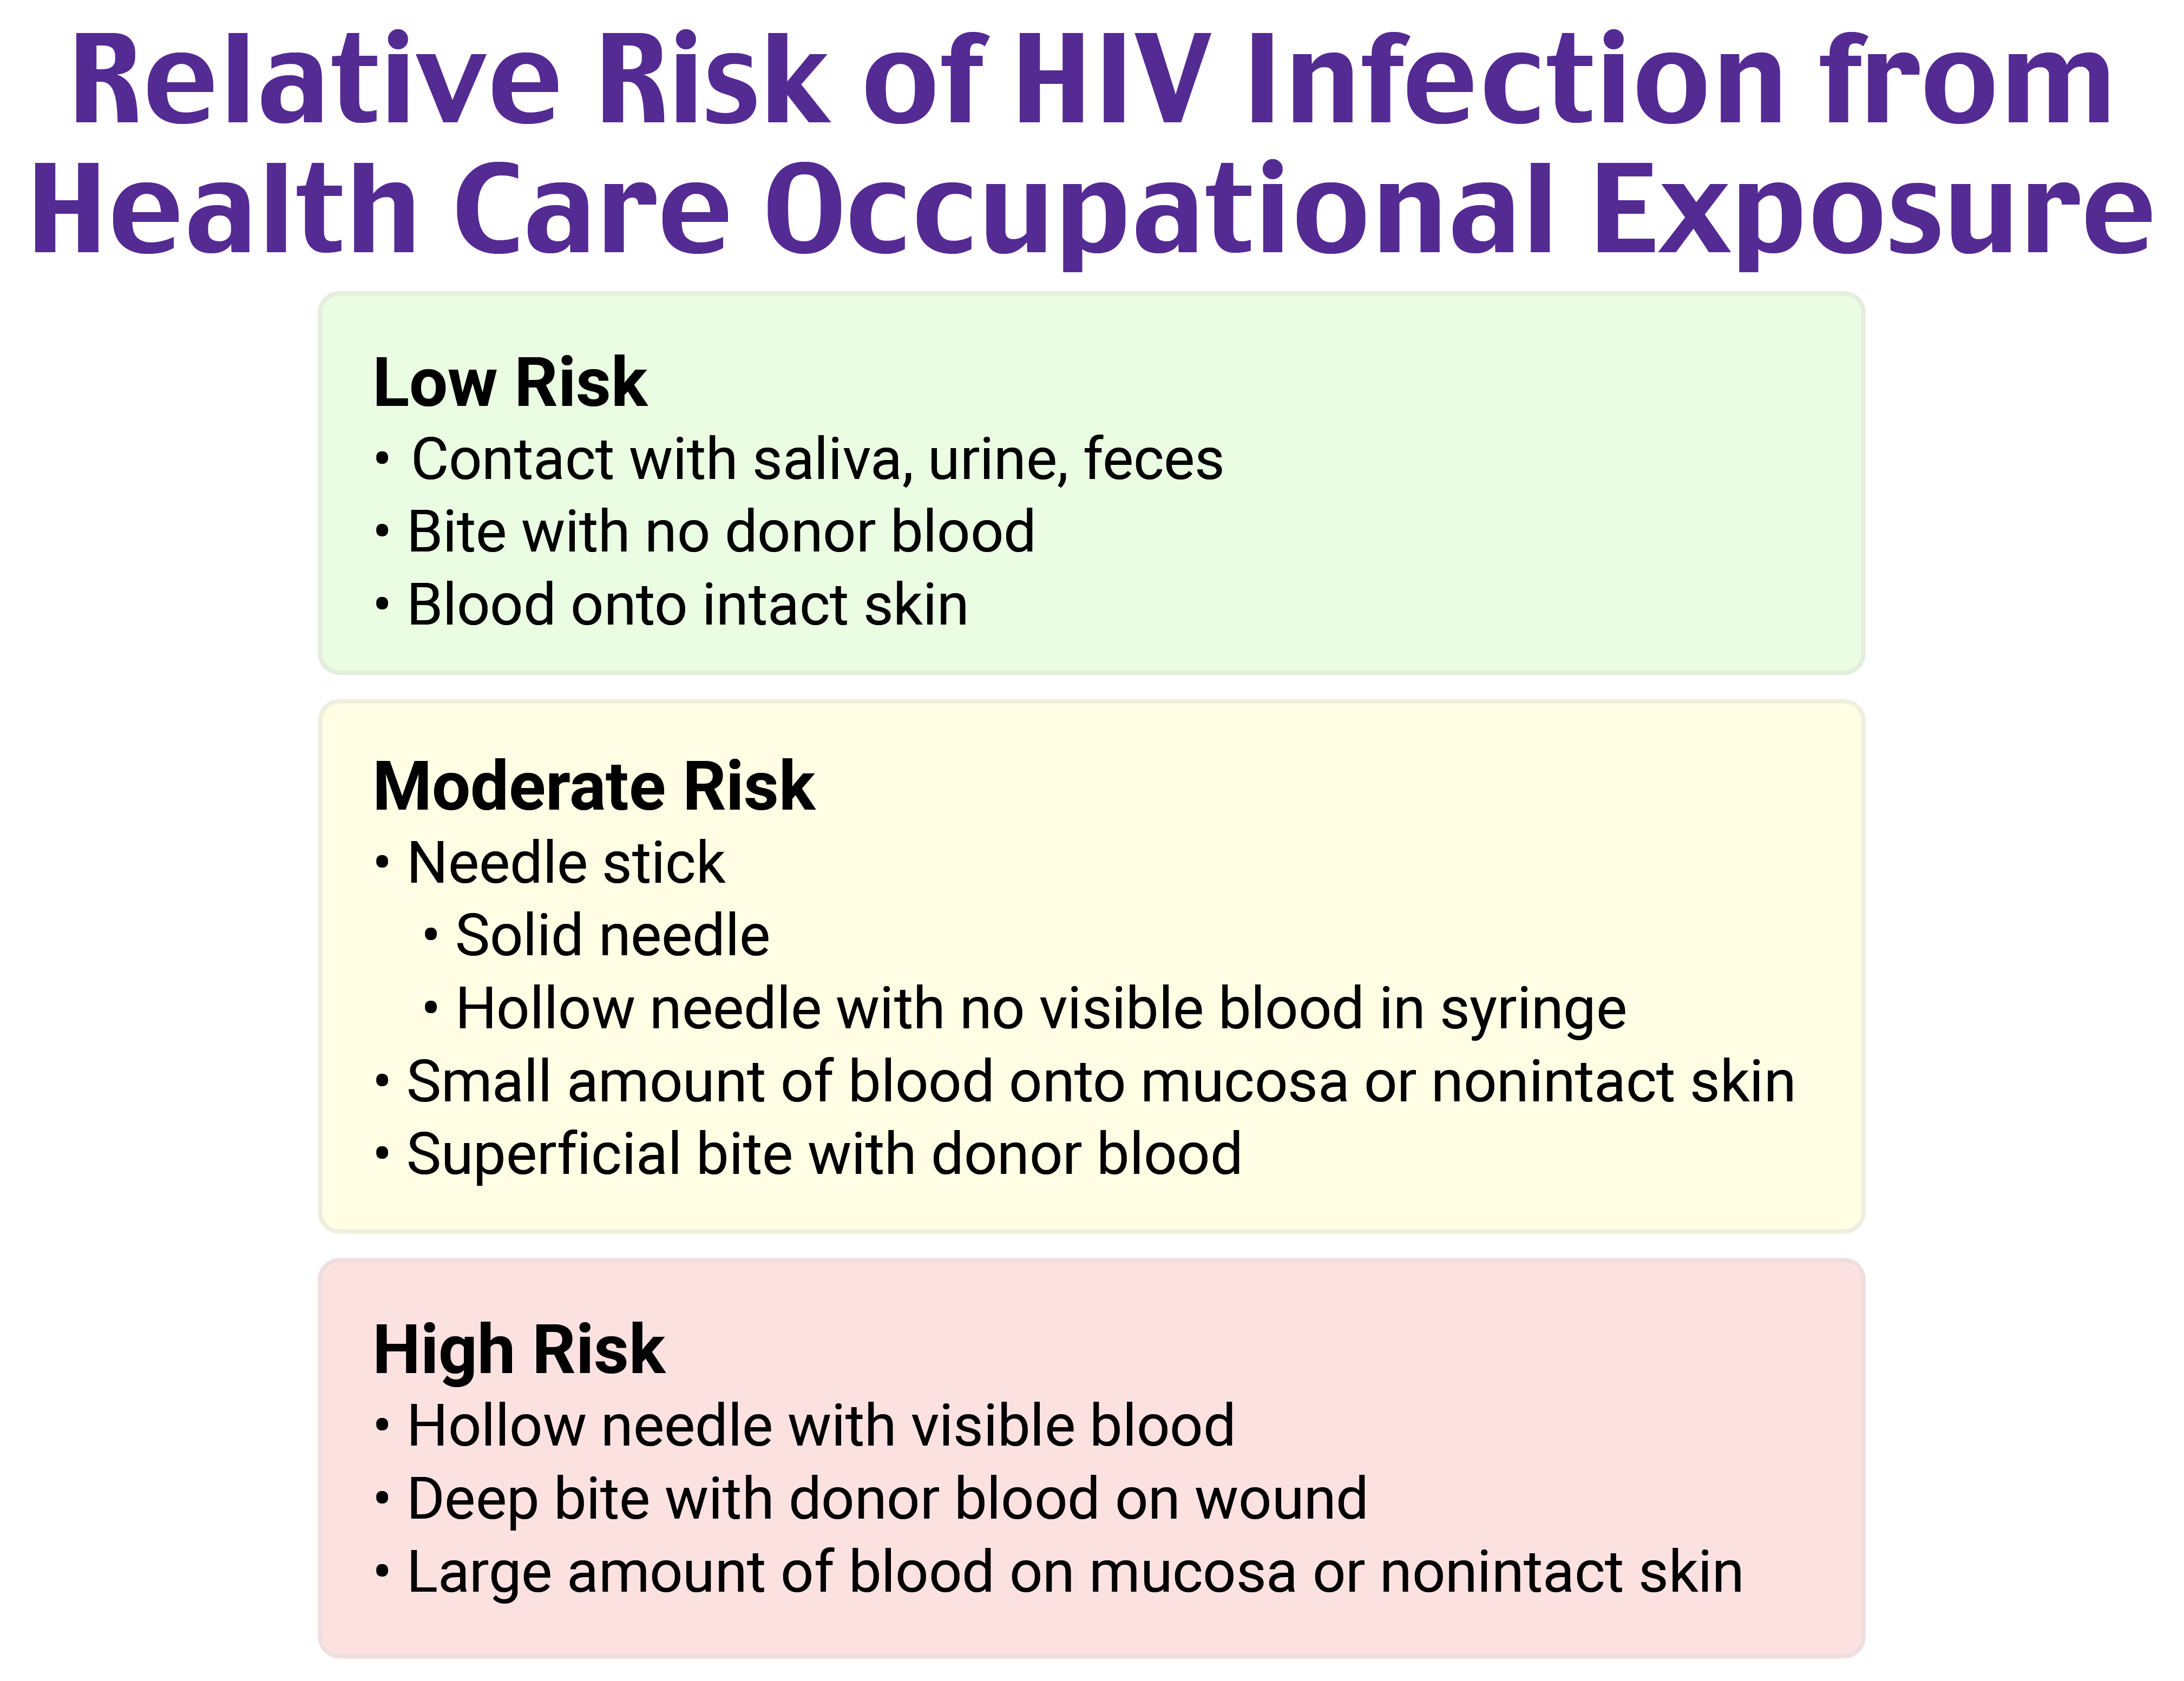 Relative Risk of HIV Infection from
Health Care Occupational Exposure
Low Risk
• Contact with saliva, urine, feces
• Bite with no donor blood
• Blood onto intact skin
Moderate Risk
• Needle stick
• Solid needle
• Hollow needle with no visible blood in syringe
• Small amount of blood onto mucosa or nonintact skin
• Superficial bite with donor blood
High Risk
• Hollow needle with visible blood
• Deep bite with donor blood on wound
• Large amount of blood on mucosa or nonintact skin